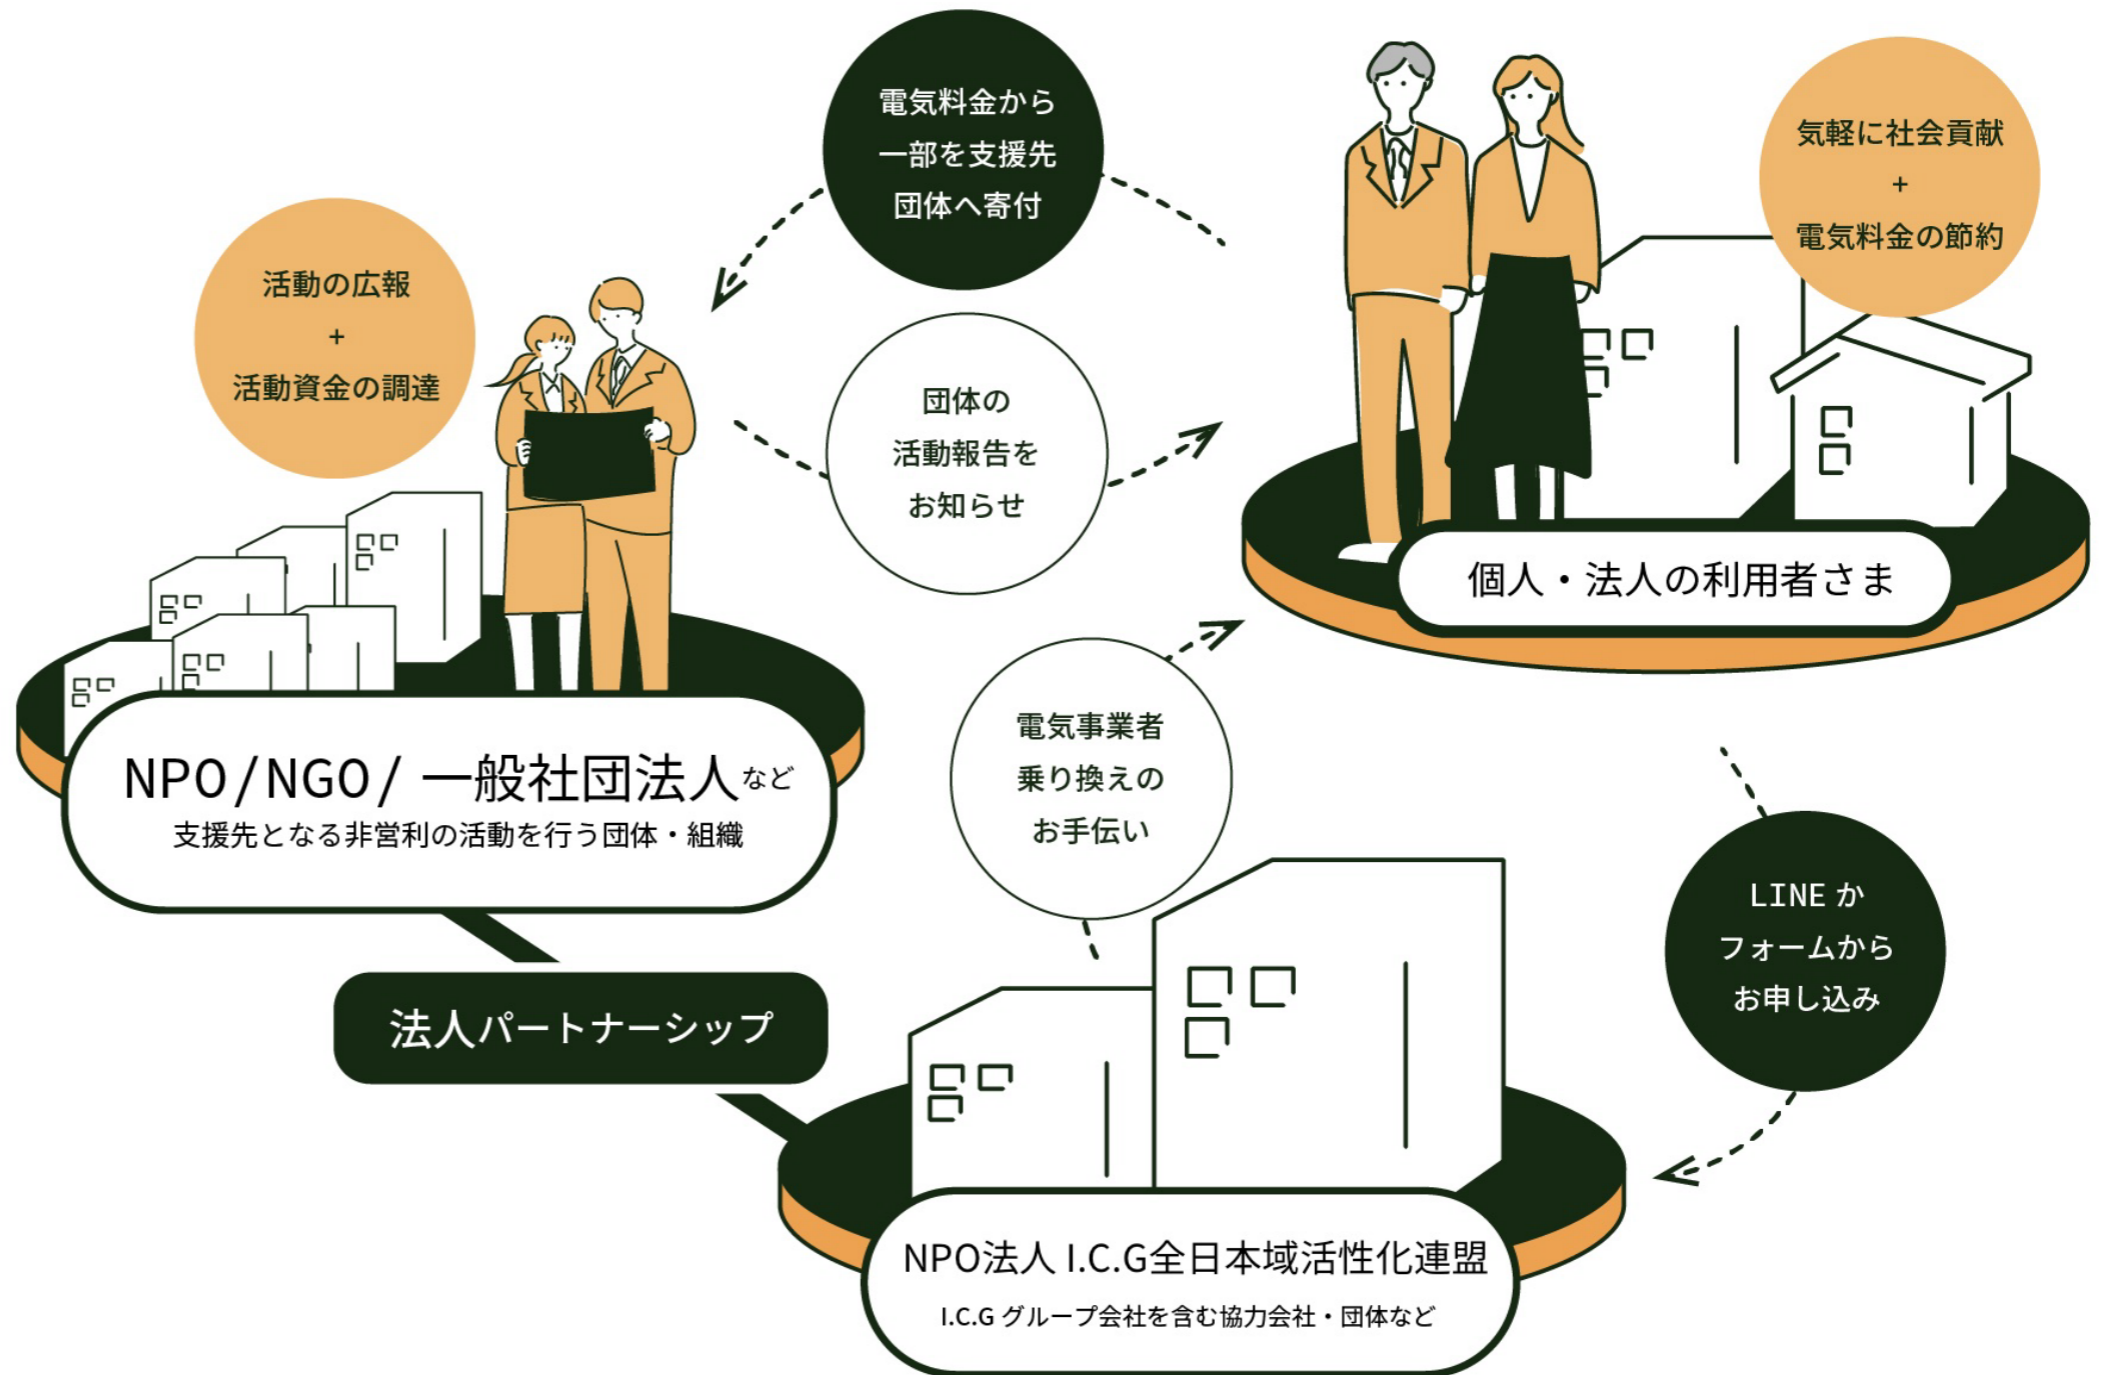 電気料金から
一部を支援先
団体へ寄付
気軽に社会貢献
+
電気料金の節約
活動の広報
+
活動資金の調達
団体の
活動報告を
お知らせ
個人・法人の利用者さま
電気事業者
乗り換えの
お手伝い
NPO/NGO/ 一般社団法人など
支援先となる非営利の活動を行う団体・組織
LINE か
フォームから
お申し込み
法人パートナーシップ
NPO法人 I.C.G全日本域活性化連盟
I.C.G グループ会社を含む協力会社・団体など